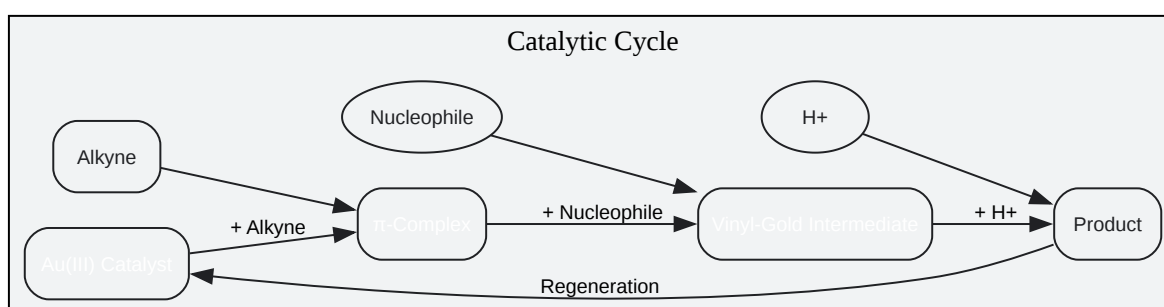 Catalytic Cycle
Nucleophile
H+
Alkyne
+ Alkyne
π-Complex
+ Nucleophile
Vinyl-Gold Intermediate
+ H+
Product
Au(III) Catalyst
Regeneration